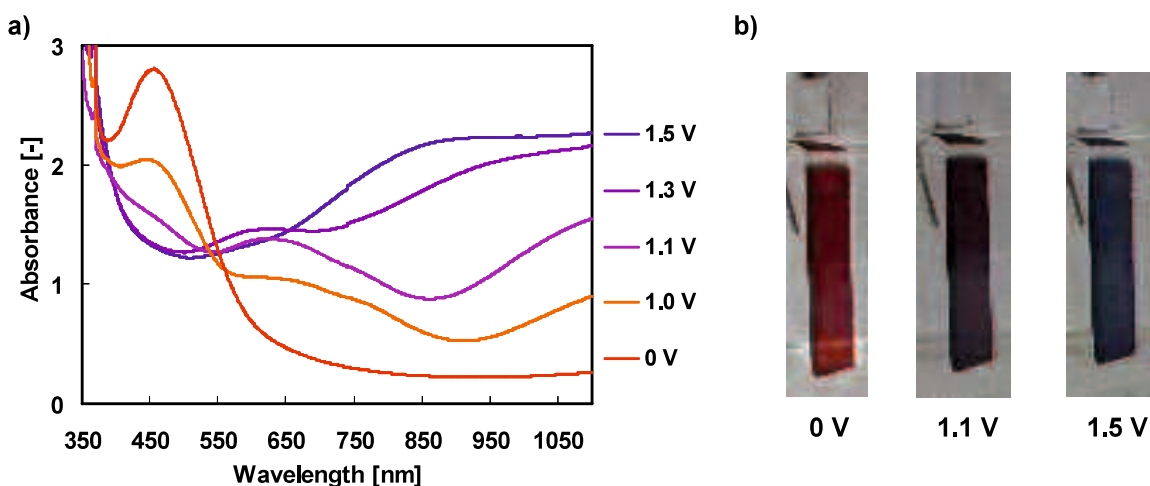 a)
b)
3
2
1
0
Absorbance [-]
350 450 550 650 750 850 950 1050
Wavelength [nm]
1.5 V
1.3 V
1.1 V
1.0 V
0 V
0 V 1.1 V 1.5 V